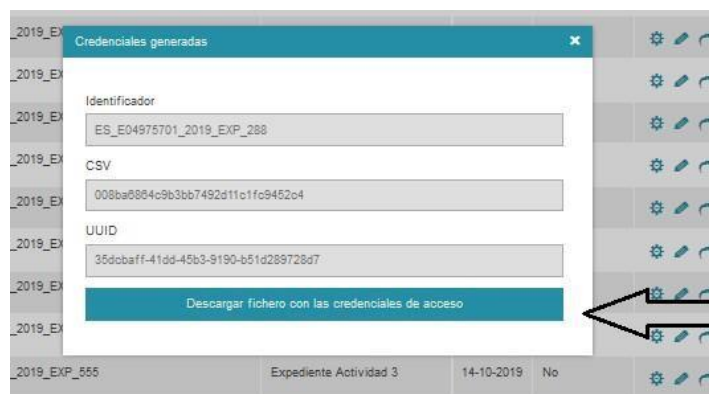 _2019_EX
Credenciales generadas
_2019_EX
Identificador
_2019_EX
ES_E04975701_2019_EXP_288
_2019_EX
CSV
_2019_EX
008ba6864c9b3bb7492d11c1fc9452c4
UUID
_2019_EX
35dobaff-41dd-45b3-9190-b51d289728d7
_2019_EX
Descargar fichero con las credenciales de acceso
_2019_EX
_2019_EXP_555 Expediente Actividad 3 14-10-2019 No